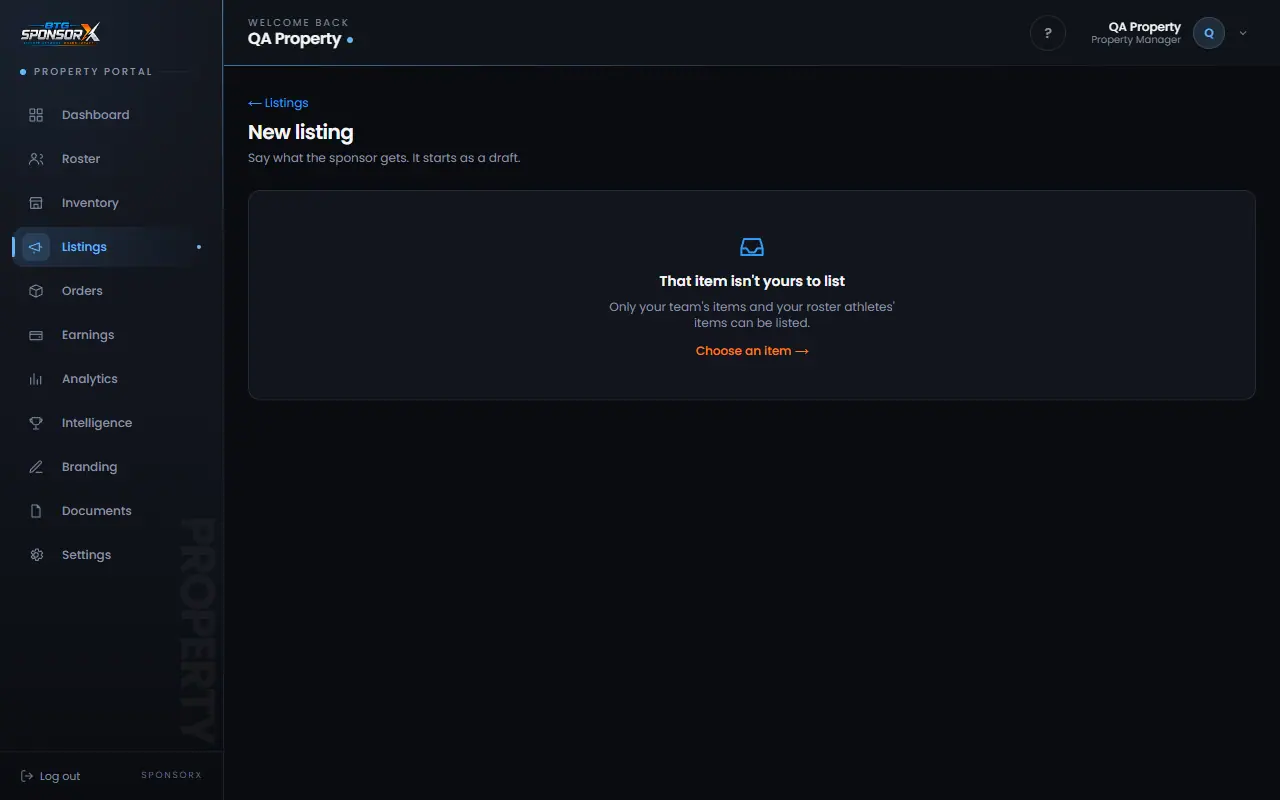 BTG
SPONSORX
PROPERTY PORTAL
Dashboard
Roster
Inventory
Listings
Orders
Earnings
Analytics
Intelligence
Branding
Documents
Settings
PROPERTY
Log out
SPONSORX
WELCOME BACK
QA Property
?
QA Property
Property Manager
Q
← Listings
New listing
Say what the sponsor gets. It starts as a draft.
That item isn't yours to list
Only your team's items and your roster athletes'
items can be listed.
Choose an item →